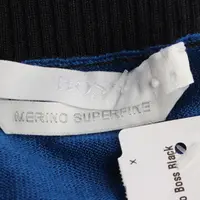 MERINO SUPERFINE
x
o Boss Black